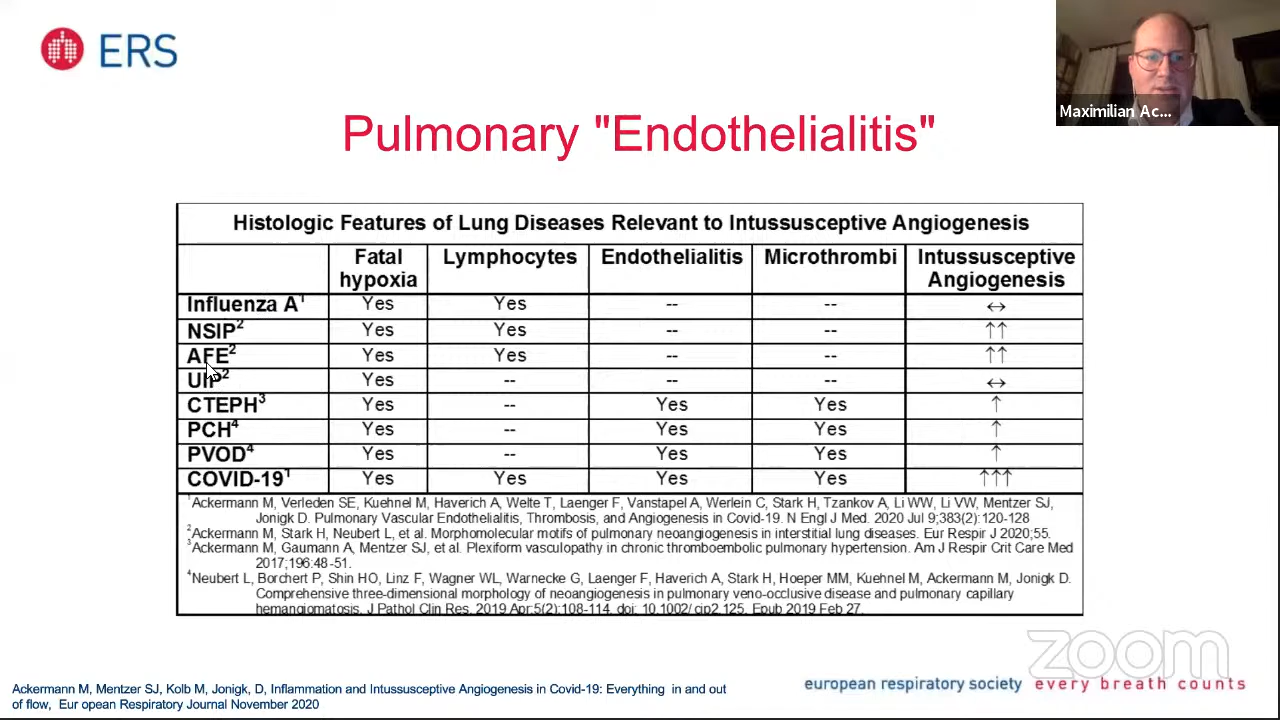 ERS
Maximilian Ac...
Pulmonary "Endothelialitis"
Histologic Features of Lung Diseases Relevant to Intussusceptive Angiogenesis
Fatal hypoxia Lymphocytes Endothelialitis Microthrombi Intussusceptive Angiogenesis
Influenza A¹ Yes Yes -- -- ↔
NSIP² Yes Yes -- -- ↑↑
AFE² Yes Yes -- -- ↑↑
UIP² Yes -- -- -- ↔
CTEPH³ Yes -- Yes Yes ↑
PCH⁴ Yes -- Yes Yes ↑
PVOD⁴ Yes -- Yes Yes ↑
COVID-19¹ Yes Yes Yes Yes ↑↑↑
¹Ackermann M, Verleden SE, Kuehnel M, Haverich A, Welte T, Laenger F, Vanstapel A, Werlein C, Stark H, Tzankov A, Li WW, Li VW, Mentzer SJ,
Jonigk D. Pulmonary Vascular Endothelialitis, Thrombosis, and Angiogenesis in Covid-19. N Engl J Med. 2020 Jul 9;383(2):120-128
²Ackermann M, Stark H, Neubert L, et al. Morphomolecular motifs of pulmonary neoangiogenesis in interstitial lung diseases. Eur Respir J 2020;55.
³Ackermann M, Gaumann A, Mentzer SJ, et al. Plexiform vasculopathy in chronic thromboembolic pulmonary hypertension. Am J Respir Crit Care Med
2017;196:48-51.
⁴Neubert L, Borchert P, Shin HO, Linz F, Wagner WL, Warnecke G, Laenger F, Haverich A, Stark H, Hoeper MM, Kuehnel M, Ackermann M, Jonigk D.
Comprehensive three-dimensional morphology of neoangiogenesis in pulmonary veno-occlusive disease and pulmonary capillary
hemangiomatosis. J Pathol Clin Res. 2019 Apr;5(2):108-114. doi: 10.1002/cjp2.125. Epub 2019 Feb 27.
zoom
Ackermann M, Mentzer SJ, Kolb M, Jonigk, D, Inflammation and Intussusceptive Angiogenesis in Covid-19: Everything in and out
of flow, Eur opean Respiratory Journal November 2020
european respiratory society every breath counts